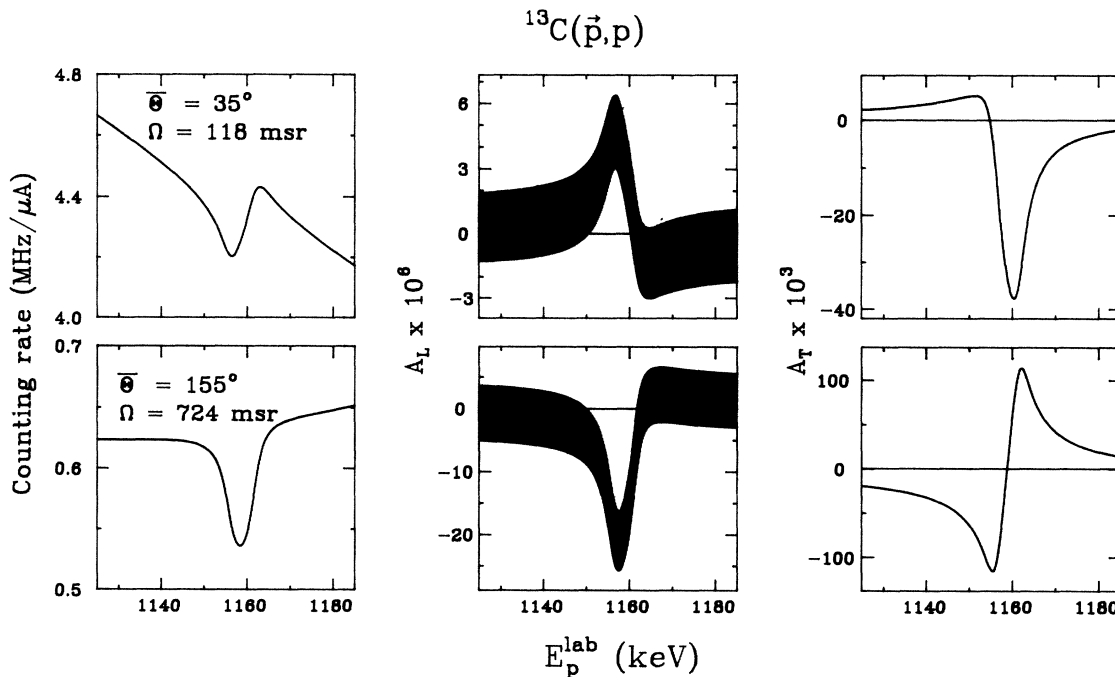 ¹³C(p⃗,p)
Counting rate (MHz/μA)
4.8
4.4
4.0
Θ̅ = 35°
Ω = 118 msr
0.7
0.6
0.5
Θ̅ = 155°
Ω = 724 msr
1140 1160 1180
A_L x 10⁶
6
3
0
-3
0
-10
-20
1140 1160 1180
A_T x 10³
0
-20
-40
100
0
-100
1140 1160 1180
E_p^lab (keV)